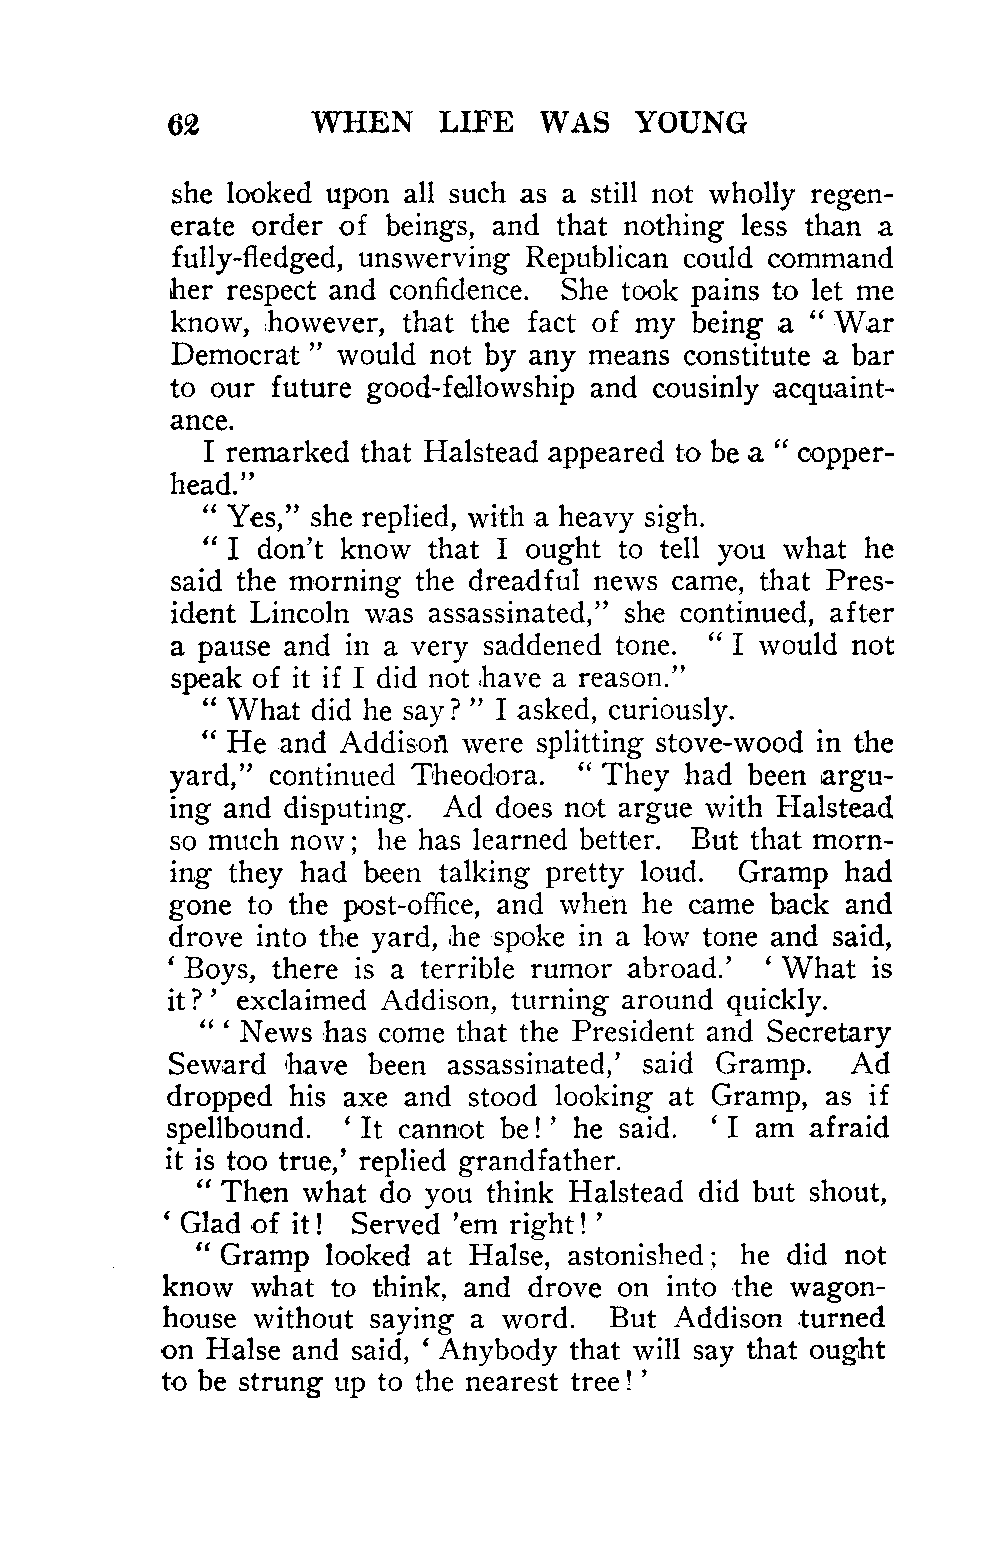 62 WHEN LIFE WAS YOUNG
she looked upon all such as a still not wholly regen-
erate order of beings, and that nothing less than a
fully-fledged, unswerving Republican could command
her respect and confidence. She took pains to let me
know, however, that the fact of my being a “ War
Democrat ” would not by any means constitute a bar
to our future good-fellowship and cousinly acquaint-
ance.
I remarked that Halstead appeared to be a “ copper-
head.”
“ Yes,” she replied, with a heavy sigh.
“ I don’t know that I ought to tell you what he
said the morning the dreadful news came, that Pres-
ident Lincoln was assassinated,” she continued, after
a pause and in a very saddened tone. “ I would not
speak of it if I did not have a reason.”
“ What did he say? ” I asked, curiously.
“ He and Addison were splitting stove-wood in the
yard,” continued Theodora. “ They had been argu-
ing and disputing. Ad does not argue with Halstead
so much now; he has learned better. But that morn-
ing they had been talking pretty loud. Gramp had
gone to the post-office, and when he came back and
drove into the yard, he spoke in a low tone and said,
‘ Boys, there is a terrible rumor abroad.’ ‘ What is
it? ’ exclaimed Addison, turning around quickly.
“ ‘ News has come that the President and Secretary
Seward have been assassinated,’ said Gramp. Ad
dropped his axe and stood looking at Gramp, as if
spellbound. ‘ It cannot be! ’ he said. ‘ I am afraid
it is too true,’ replied grandfather.
“ Then what do you think Halstead did but shout,
‘ Glad of it! Served ’em right! ’
“ Gramp looked at Halse, astonished; he did not
know what to think, and drove on into the wagon-
house without saying a word. But Addison turned
on Halse and said, ‘ Anybody that will say that ought
to be strung up to the nearest tree! ’